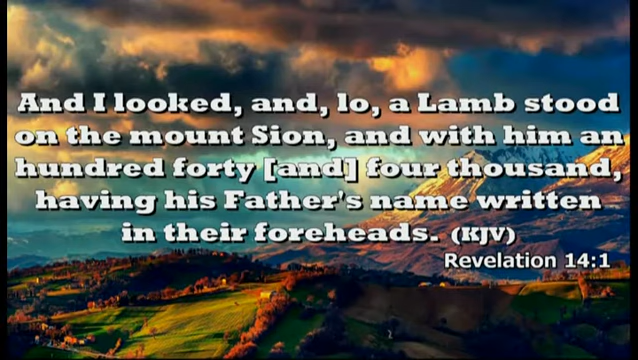 And I looked, and, lo, a Lamb stood
on the mount Sion, and with him an
hundred forty [and] four thousand,
having his Father's name written
in their foreheads. (KJV)
Revelation 14:1